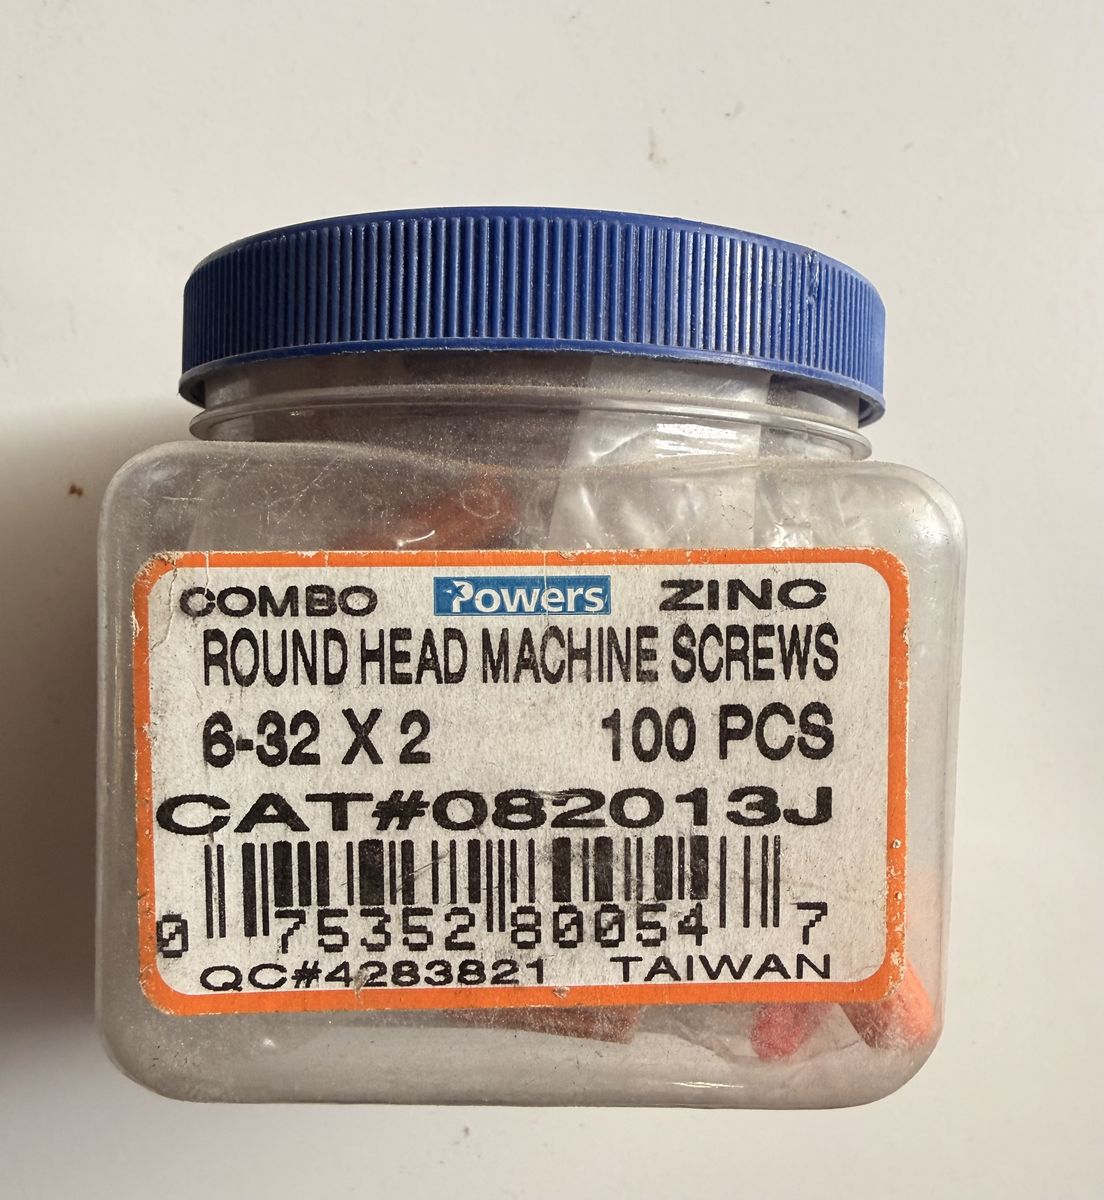 COMBO Powers ZINC
ROUND HEAD MACHINE SCREWS
6-32 X 2 100 PCS
CAT#082013J
0 75352 80054 7
QC#4283821 TAIWAN